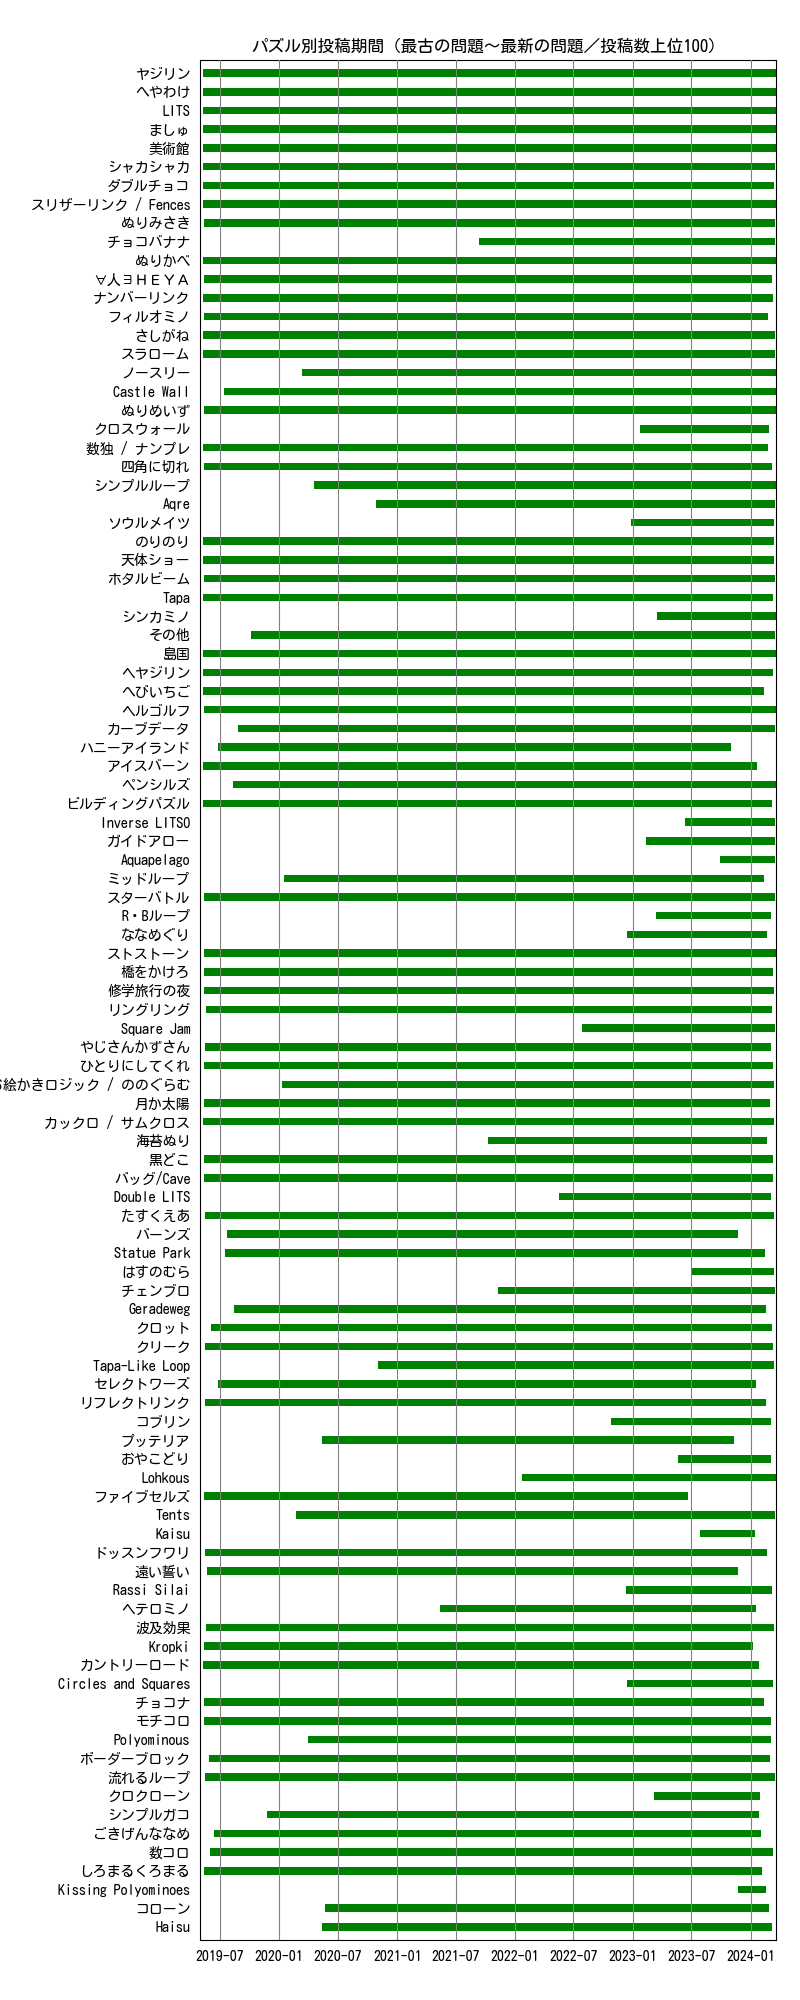 パズル別投稿期間（最古の問題～最新の問題／投稿数上位100）
ヤジリン
へやわけ
LITS
ましゅ
美術館
シャカシャカ
ダブルチョコ
スリザーリンク / Fences
ぬりみさき
チョコバナナ
ぬりかべ
∀人∃ＨＥＹＡ
ナンバーリンク
フィルオミノ
さしがね
スラローム
ノースリー
Castle Wall
ぬりめいず
クロスウォール
数独 / ナンプレ
四角に切れ
シンプルループ
Aqre
ソウルメイツ
のりのり
天体ショー
ホタルビーム
Tapa
シンカミノ
その他
島国
ヘヤジリン
へびいちご
ヘルゴルフ
カーブデータ
ハニーアイランド
アイスバーン
ペンシルズ
ビルディングパズル
Inverse LITSO
ガイドアロー
Aquapelago
ミッドループ
スターバトル
R・Bループ
ななめぐり
ストストーン
橋をかけろ
修学旅行の夜
リングリング
Square Jam
やじさんかずさん
ひとりにしてくれ
絵かきロジック / ののぐらむ
月か太陽
カックロ / サムクロス
海苔ぬり
黒どこ
バッグ/Cave
Double LITS
たすくえあ
バーンズ
Statue Park
はすのむら
チェンブロ
Geradeweg
クロット
クリーク
Tapa-Like Loop
セレクトワーズ
リフレクトリンク
コブリン
プッテリア
おやこどり
Lohkous
ファイブセルズ
Tents
Kaisu
ドッスンフワリ
遠い誓い
Rassi Silai
ヘテロミノ
波及効果
Kropki
カントリーロード
Circles and Squares
チョコナ
モチコロ
Polyominous
ボーダーブロック
流れるループ
クロクローン
シンプルガコ
ごきげんななめ
数コロ
しろまるくろまる
Kissing Polyominoes
コローン
Haisu
2019-07 2020-01 2020-07 2021-01 2021-07 2022-01 2022-07 2023-01 2023-07 2024-01